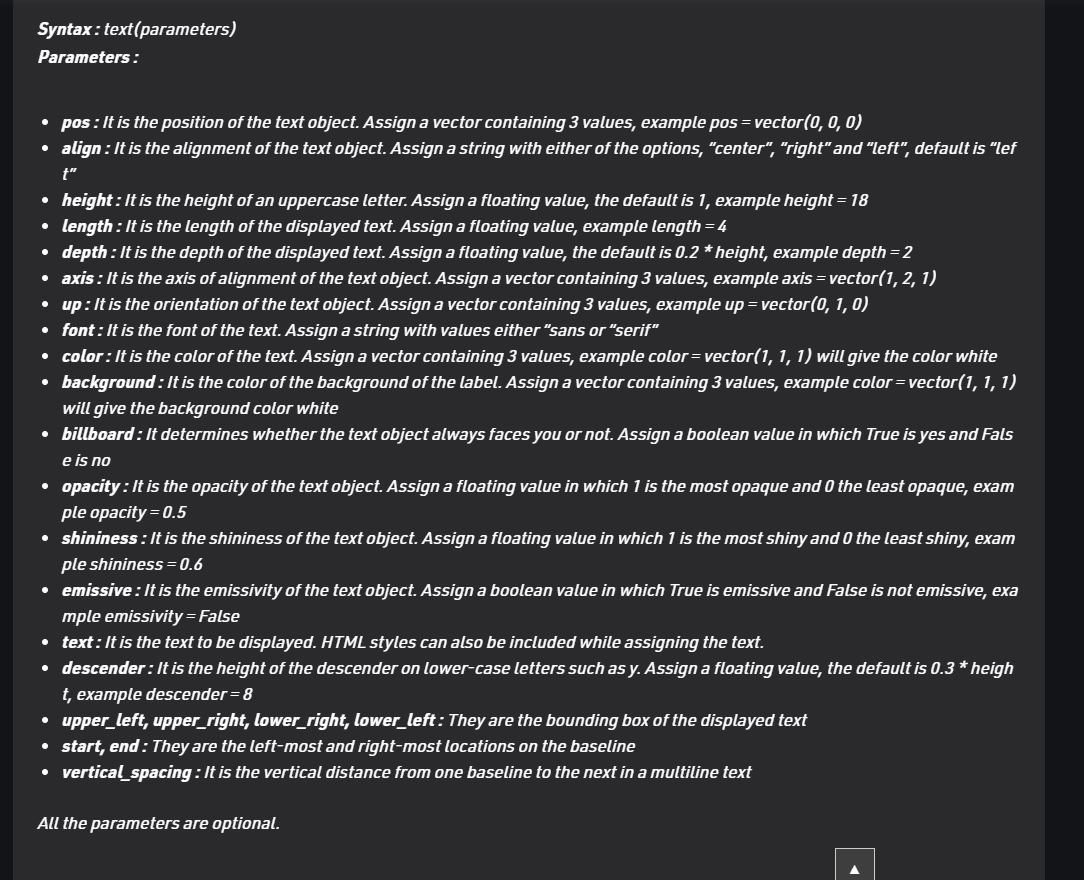 Syntax : text(parameters)
Parameters :
• pos : It is the position of the text object. Assign a vector containing 3 values, example pos = vector(0, 0, 0)
• align : It is the alignment of the text object. Assign a string with either of the options, “center”, “right” and “left”, default is “lef
t”
• height : It is the height of an uppercase letter. Assign a floating value, the default is 1, example height = 18
• length : It is the length of the displayed text. Assign a floating value, example length = 4
• depth : It is the depth of the displayed text. Assign a floating value, the default is 0.2 * height, example depth = 2
• axis : It is the axis of alignment of the text object. Assign a vector containing 3 values, example axis = vector(1, 2, 1)
• up : It is the orientation of the text object. Assign a vector containing 3 values, example up = vector(0, 1, 0)
• font : It is the font of the text. Assign a string with values either “sans or “serif”
• color : It is the color of the text. Assign a vector containing 3 values, example color = vector(1, 1, 1) will give the color white
• background : It is the color of the background of the label. Assign a vector containing 3 values, example color = vector(1, 1, 1)
will give the background color white
• billboard : It determines whether the text object always faces you or not. Assign a boolean value in which True is yes and Fals
e is no
• opacity : It is the opacity of the text object. Assign a floating value in which 1 is the most opaque and 0 the least opaque, exam
ple opacity = 0.5
• shininess : It is the shininess of the text object. Assign a floating value in which 1 is the most shiny and 0 the least shiny, exam
ple shininess = 0.6
• emissive : It is the emissivity of the text object. Assign a boolean value in which True is emissive and False is not emissive, exa
mple emissivity = False
• text : It is the text to be displayed. HTML styles can also be included while assigning the text.
• descender : It is the height of the descender on lower-case letters such as y. Assign a floating value, the default is 0.3 * heigh
t, example descender = 8
• upper_left, upper_right, lower_right, lower_left : They are the bounding box of the displayed text
• start, end : They are the left-most and right-most locations on the baseline
• vertical_spacing : It is the vertical distance from one baseline to the next in a multiline text
All the parameters are optional.